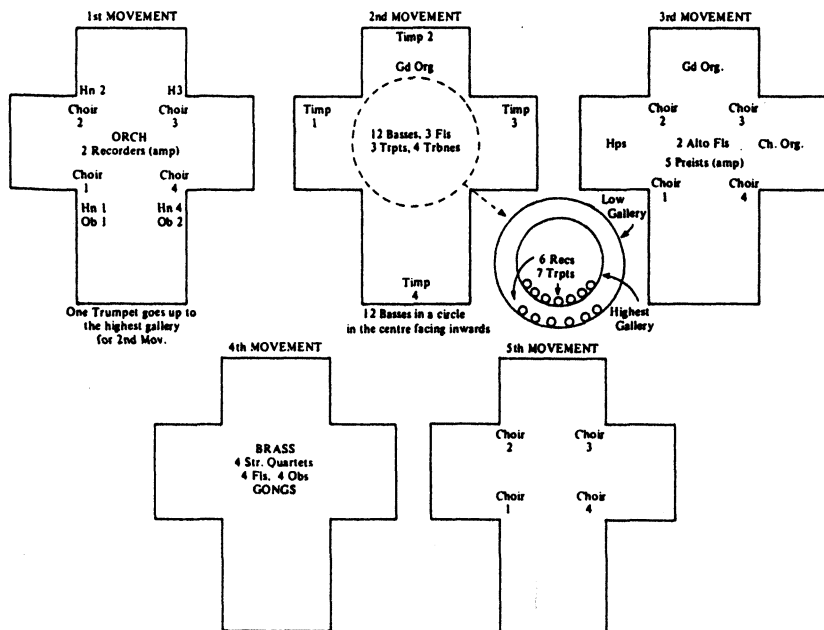 1st MOVEMENT
Hn 2 H3
Choir Choir
2 3
ORCH
2 Recorders (amp)
Choir Choir
1 4
Hn 1 Hn 4
Ob 1 Ob 2
One Trumpet goes up to
the highest gallery
for 2nd Mov.
2nd MOVEMENT
Timp 2
Gd Org
Timp
1
Timp
3
12 Basses, 3 Fls
3 Trpts, 4 Trbnes
Timp
4
12 Basses in a circle
in the centre facing inwards
Low
Gallery
6 Recs
7 Trpts
Highest
Gallery
3rd MOVEMENT
Gd Org.
Choir Choir
2 3
Hps 2 Alto Fls Ch. Org.
5 Preists (amp)
Choir Choir
1 4
4th MOVEMENT
BRASS
4 Str. Quartets
4 Fls, 4 Obs
GONGS
5th MOVEMENT
Choir Choir
2 3
Choir Choir
1 4